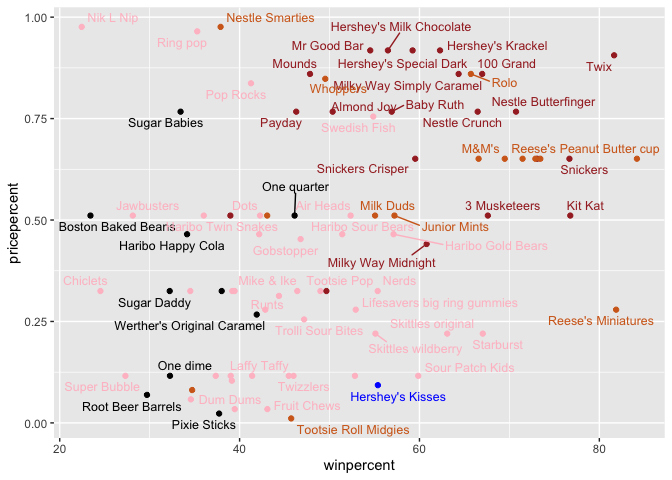 1.00
0.75
0.50
0.25
0.00
pricepercent
Nik L Nip
Nestle Smarties
Ring pop
Hershey's Milk Chocolate
Mr Good Bar
Hershey's Krackel
Mounds
Hershey's Special Dark
100 Grand
Twix
Pop Rocks
Whoppers
Milky Way Simply Caramel
Rolo
Sugar Babies
Payday
Almond Joy
Baby Ruth
Nestle Butterfinger
Swedish Fish
Nestle Crunch
M&M's
Reese's Peanut Butter cup
Snickers Crisper
Snickers
One quarter
Jawbusters
Dots
Air Heads
Milk Duds
3 Musketeers
Kit Kat
Boston Baked Beans
Haribo Twin Snakes
Haribo Sour Bears
Junior Mints
Haribo Happy Cola
Gobstopper
Haribo Gold Bears
Milky Way Midnight
Chiclets
Mike & Ike
Tootsie Pop
Nerds
Sugar Daddy
Runts
Lifesavers big ring gummies
Werther's Original Caramel
Trolli Sour Bites
Skittles original
Reese's Miniatures
Skittles wildberry
Starburst
One dime
Laffy Taffy
Sour Patch Kids
Super Bubble
Twizzlers
Root Beer Barrels
Dum Dums
Fruit Chews
Hershey's Kisses
Pixie Sticks
Tootsie Roll Midgies
20
40
60
80
winpercent